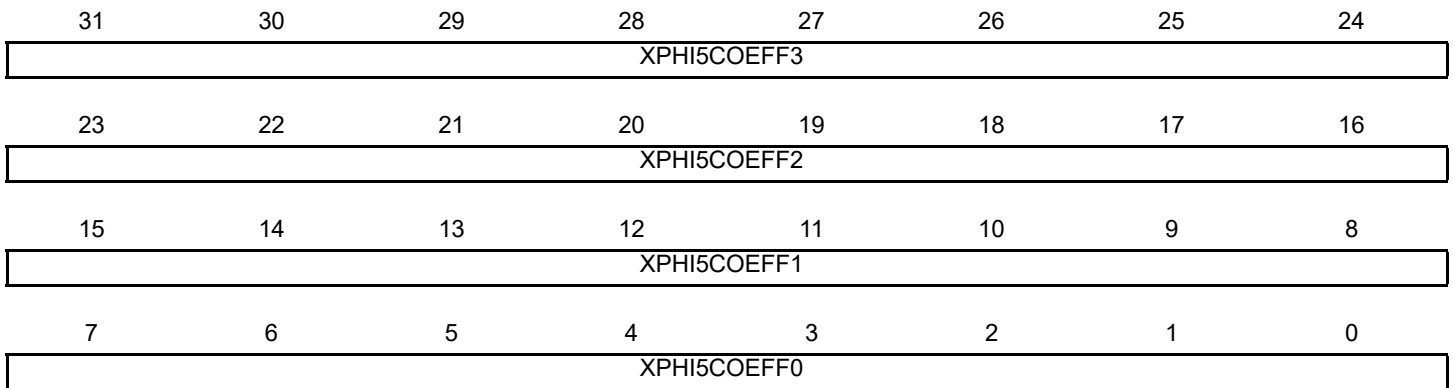 31 30 29 28 27 26 25 24
XPHI5COEFF3
23 22 21 20 19 18 17 16
XPHI5COEFF2
15 14 13 12 11 10 9 8
XPHI5COEFF1
7 6 5 4 3 2 1 0
XPHI5COEFF0